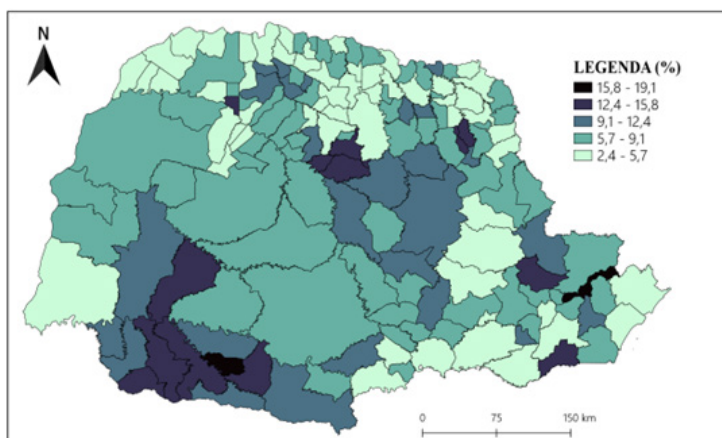 N
LEGENDA (%)
15,8 - 19,1
12,4 - 15,8
9,1 - 12,4
5,7 - 9,1
2,4 - 5,7
0 75 150 km